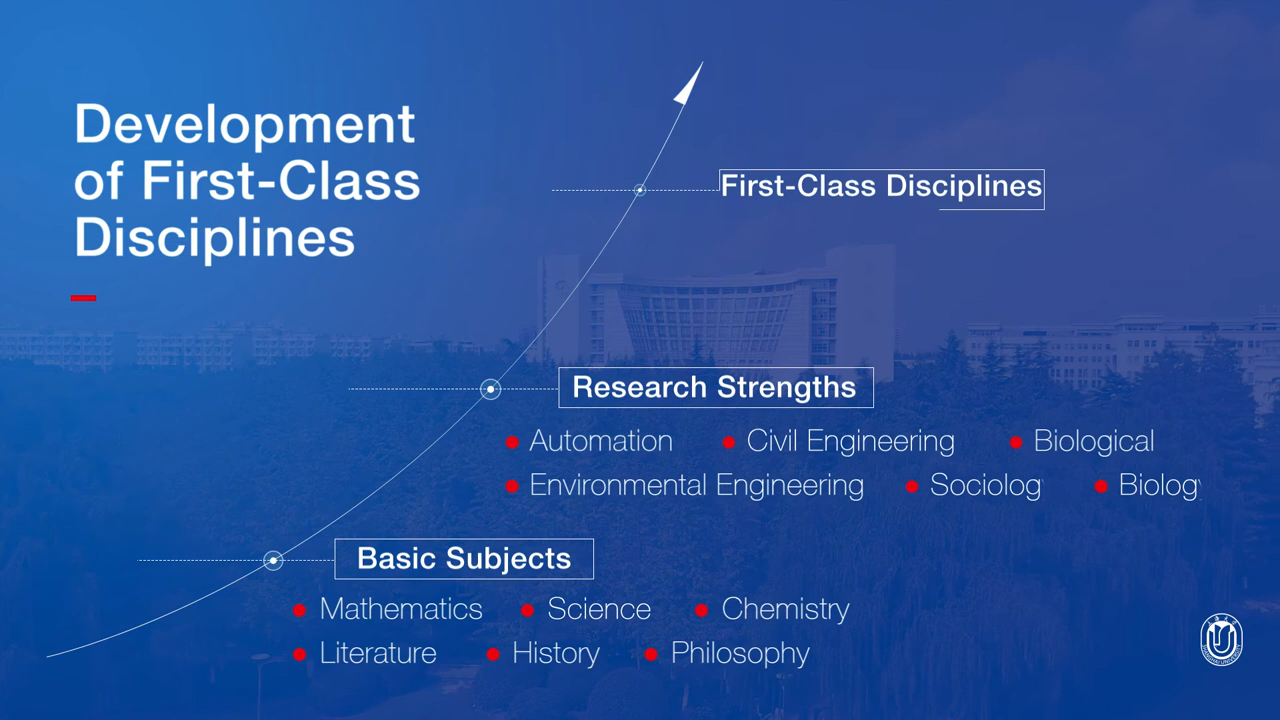 Development
of First-Class
Disciplines
First-Class Disciplines
Research Strengths
Automation Civil Engineering Biological
Environmental Engineering Sociolog Biology
Basic Subjects
Mathematics Science Chemistry
Literature History Philosophy